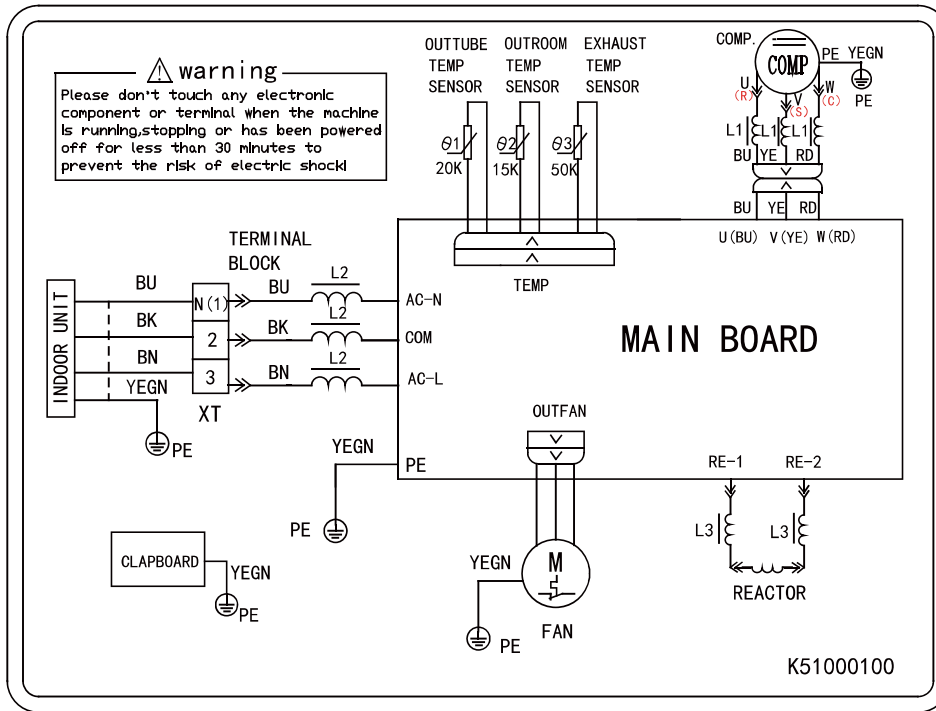 warning
Please don't touch any electronic
component or terminal when the machine
is running,stopping or has been powered
off for less than 30 minutes to
prevent the risk of electric shock!
OUTTUBE
TEMP
SENSOR
OUTROOM
TEMP
SENSOR
EXHAUST
TEMP
SENSOR
θ1
20K
θ2
15K
θ3
50K
TEMP
COMP.
COMP
PE YEGN
PE
U
(R)
V
(S)
W
(C)
L1 L1 L1
BU YE RD
BU YE RD
U(BU) V(YE) W(RD)
TERMINAL
BLOCK
INDOOR UNIT
BU
BK
BN
YEGN
PE
N(1)
2
3
XT
BU
L2
BK
L2
BN
L2
AC-N
COM
AC-L
MAIN BOARD
YEGN
PE
PE
OUTFAN
YEGN
M
PE
FAN
RE-1 RE-2
L3 L3
REACTOR
CLAPBOARD
YEGN
PE
K51000100